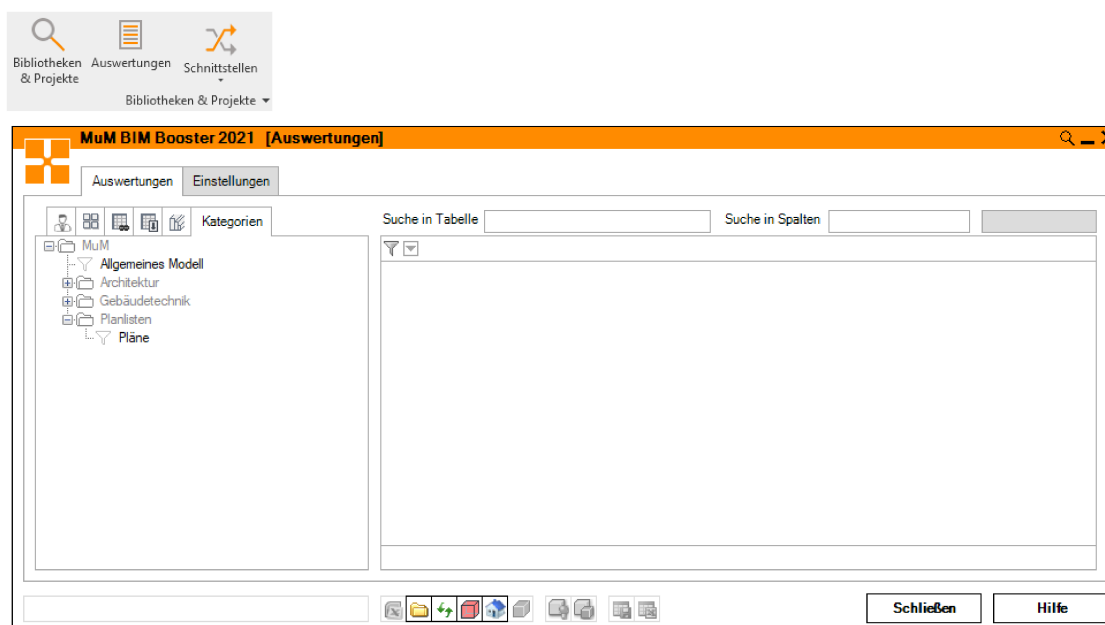 Bibliotheken Auswertungen Schnittstellen
& Projekte
Bibliotheken & Projekte
MuM BIM Booster 2021 [Auswertungen]
Auswertungen Einstellungen
Kategorien Suche in Tabelle Suche in Spalten
MuM
Allgemeines Modell
Architektur
Gebäudetechnik
Planlisten
Pläne
Schließen Hilfe